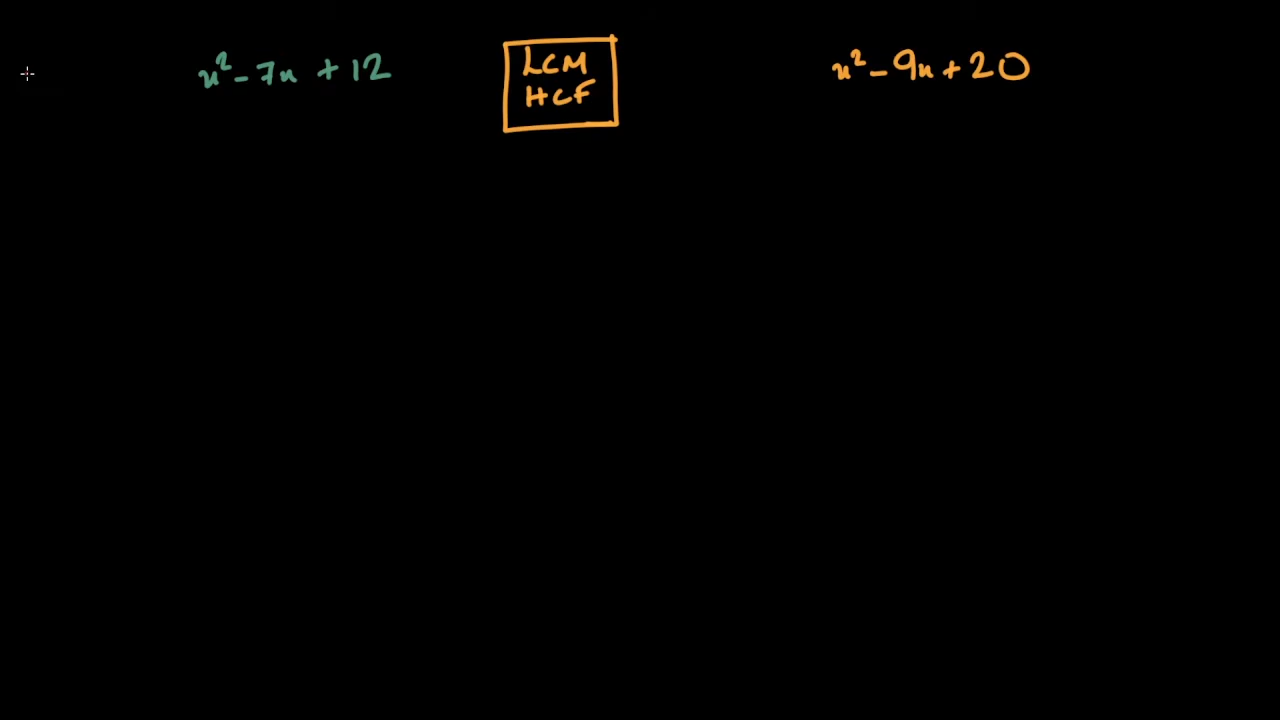 x² - 7x + 12
LCM
HCF
x² - 9x + 20